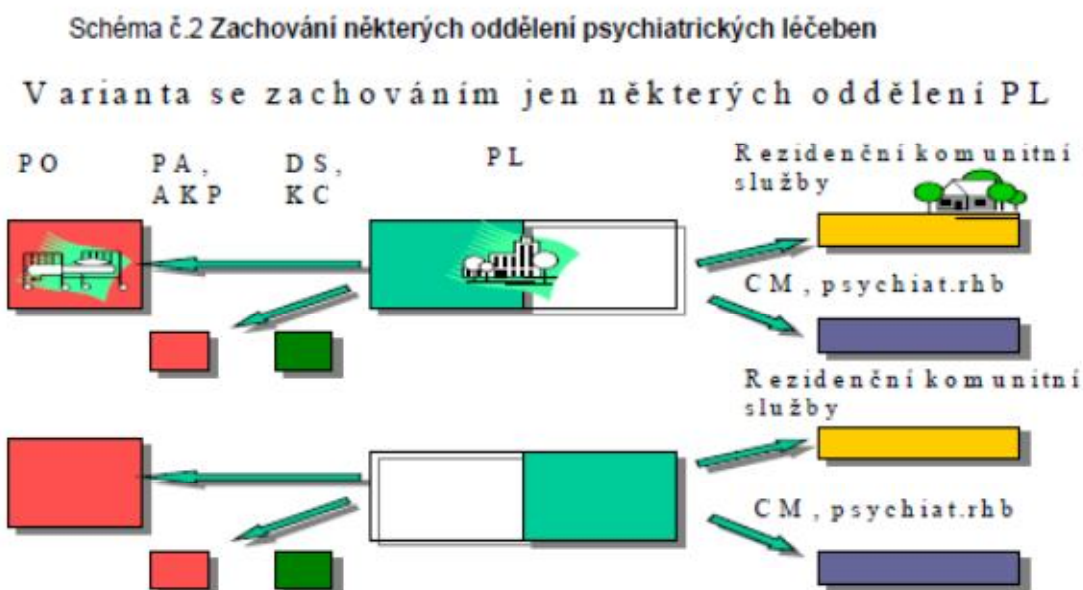 Schéma č.2 Zachování některých oddělení psychiatrických léčeben
Varianta se zachováním jen některých oddělení PL
PO
PA,
AKP
DS,
KC
PL
Rezidenční komunitní
služby
CM, psychiat.rhb
Rezidenční komunitní
služby
CM, psychiat.rhb